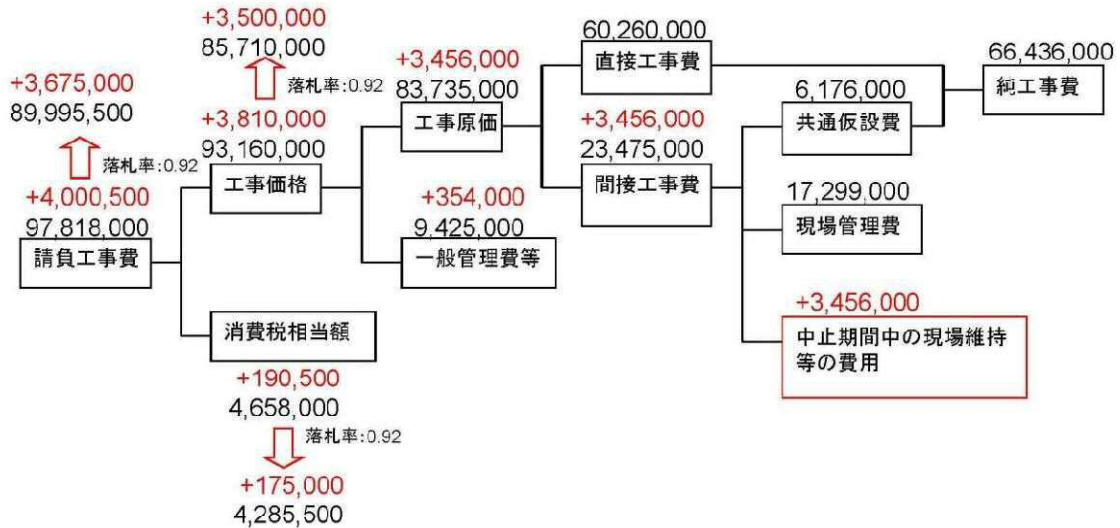 +3,675,000
89,995,500
落札率:0.92
+4,000,500
97,818,000
請負工事費
+3,500,000
85,710,000
落札率:0.92
+3,810,000
93,160,000
工事価格
消費税相当額
+190,500
4,658,000
落札率:0.92
+175,000
4,285,500
+3,456,000
83,735,000
工事原価
+354,000
9,425,000
一般管理費等
60,260,000
直接工事費
+3,456,000
23,475,000
間接工事費
66,436,000
純工事費
6,176,000
共通仮設費
17,299,000
現場管理費
+3,456,000
中止期間中の現場維持
等の費用